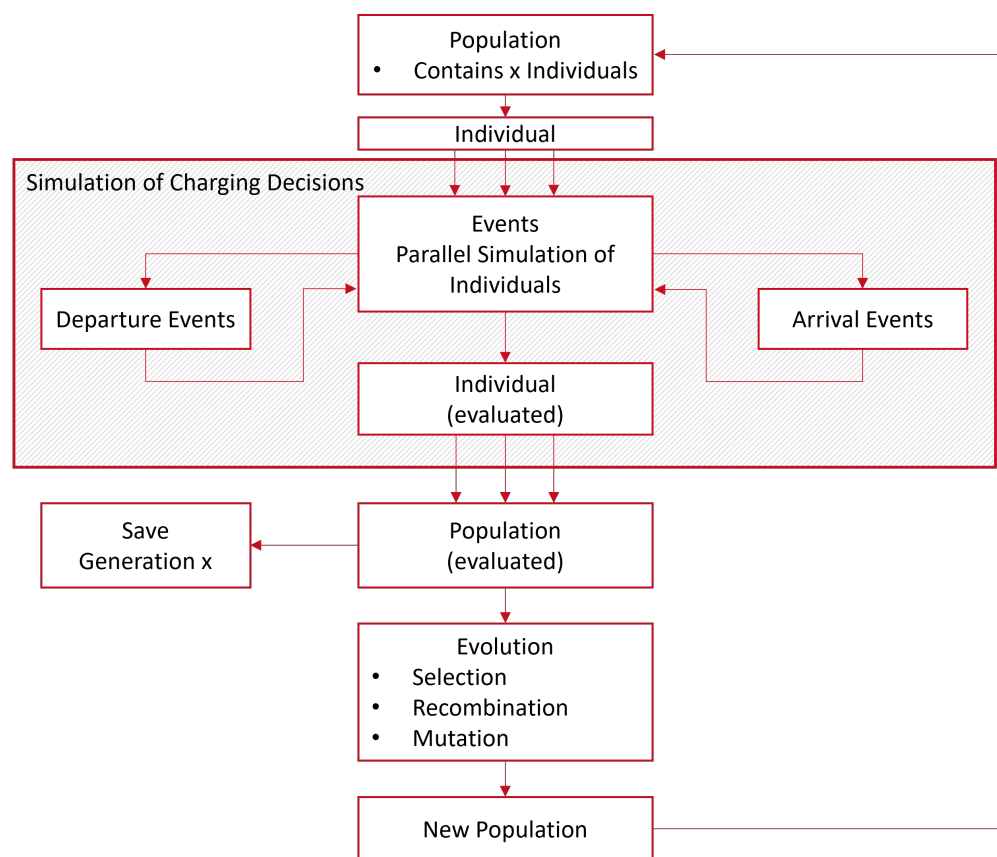 Population
• Contains x Individuals
Individual
Simulation of Charging Decisions
Events
Parallel Simulation of
Individuals
Departure Events
Arrival Events
Individual
(evaluated)
Save
Generation x
Population
(evaluated)
Evolution
• Selection
• Recombination
• Mutation
New Population